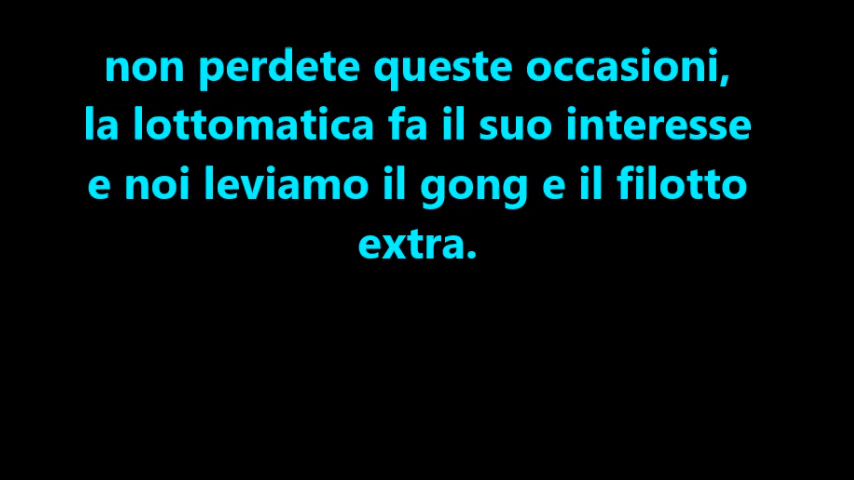 non perdete queste occasioni,
la lottomatica fa il suo interesse
e noi leviamo il gong e il filotto
extra.